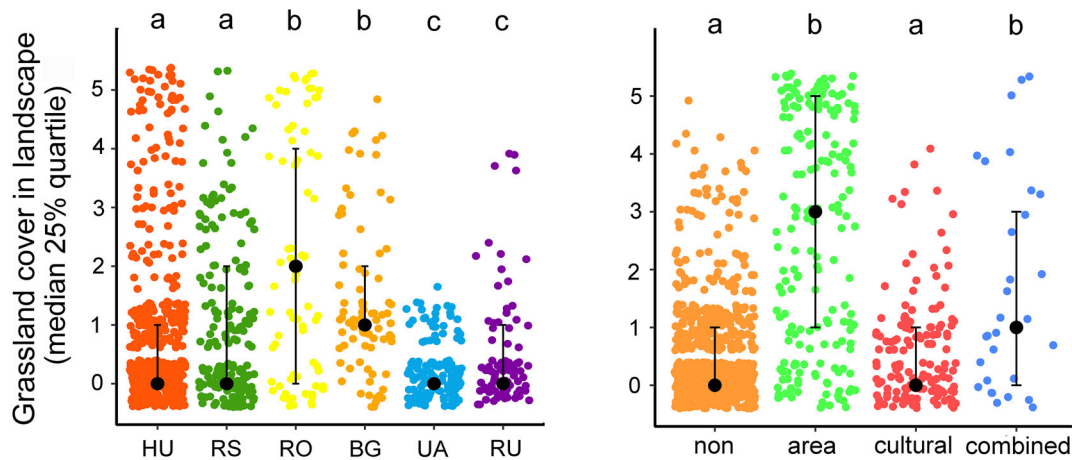 a a b b c c
a b a b
Grassland cover in landscape
(median 25% quartile)
5
4
3
2
1
0
5
4
3
2
1
0
HU RS RO BG UA RU
non area cultural combined